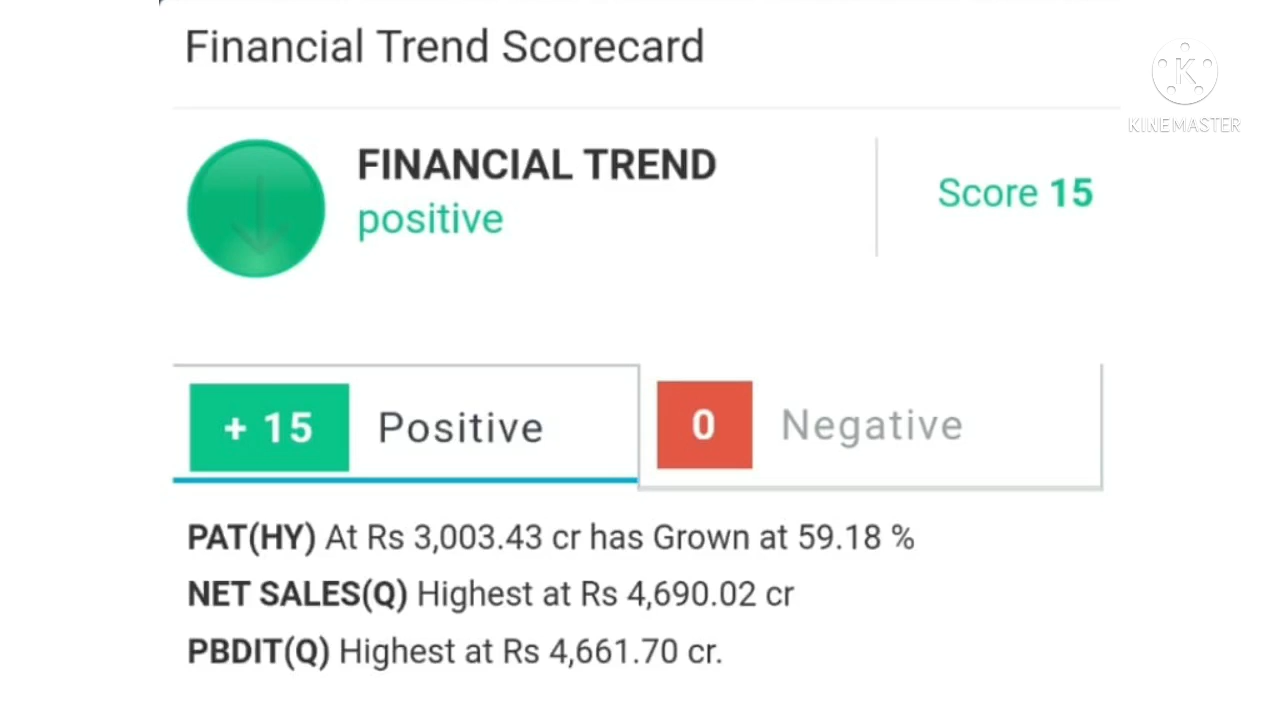 Financial Trend Scorecard
K
KINEMASTER
FINANCIAL TREND
positive
Score 15
+ 15 Positive
0 Negative
PAT(HY) At Rs 3,003.43 cr has Grown at 59.18 %
NET SALES(Q) Highest at Rs 4,690.02 cr
PBDIT(Q) Highest at Rs 4,661.70 cr.